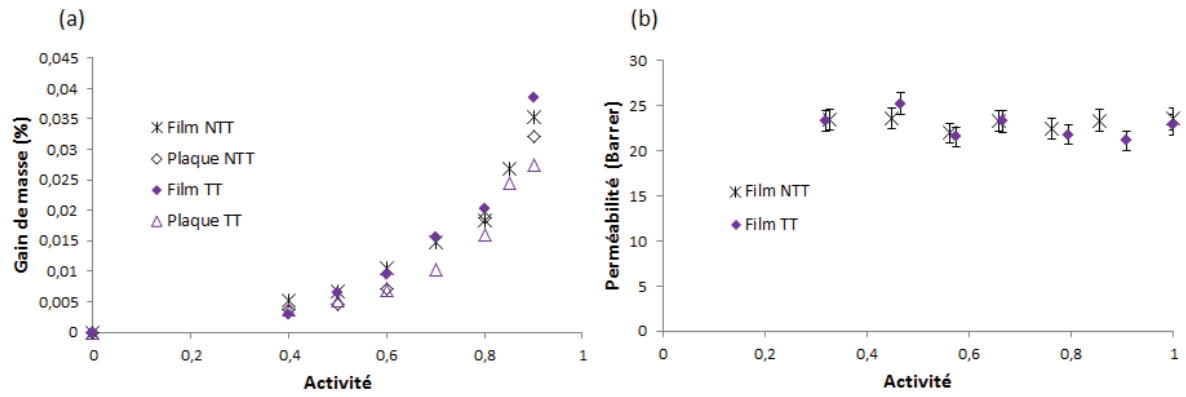 (a)
Gain de masse (%)
0,045
0,04
0,035
0,03
0,025
0,02
0,015
0,01
0,005
0
Film NTT
Plaque NTT
Film TT
Plaque TT
0 0,2 0,4 0,6 0,8 1
Activité
(b)
Perméabilité (Barrer)
30
25
20
15
10
5
0
Film NTT
Film TT
0 0,2 0,4 0,6 0,8 1
Activité